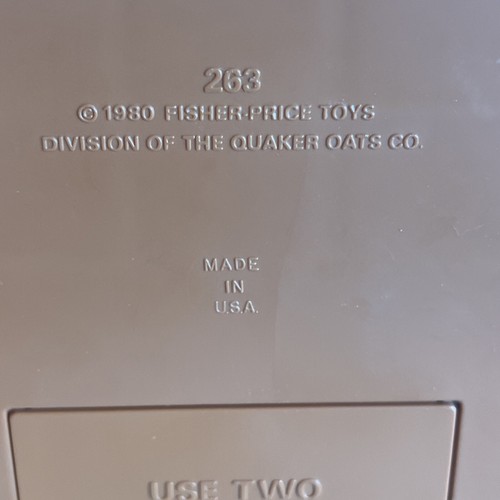 263
© 1980 FISHER-PRICE TOYS
DIVISION OF THE QUAKER OATS CO.
MADE
IN
U.S.A.
USE TWO